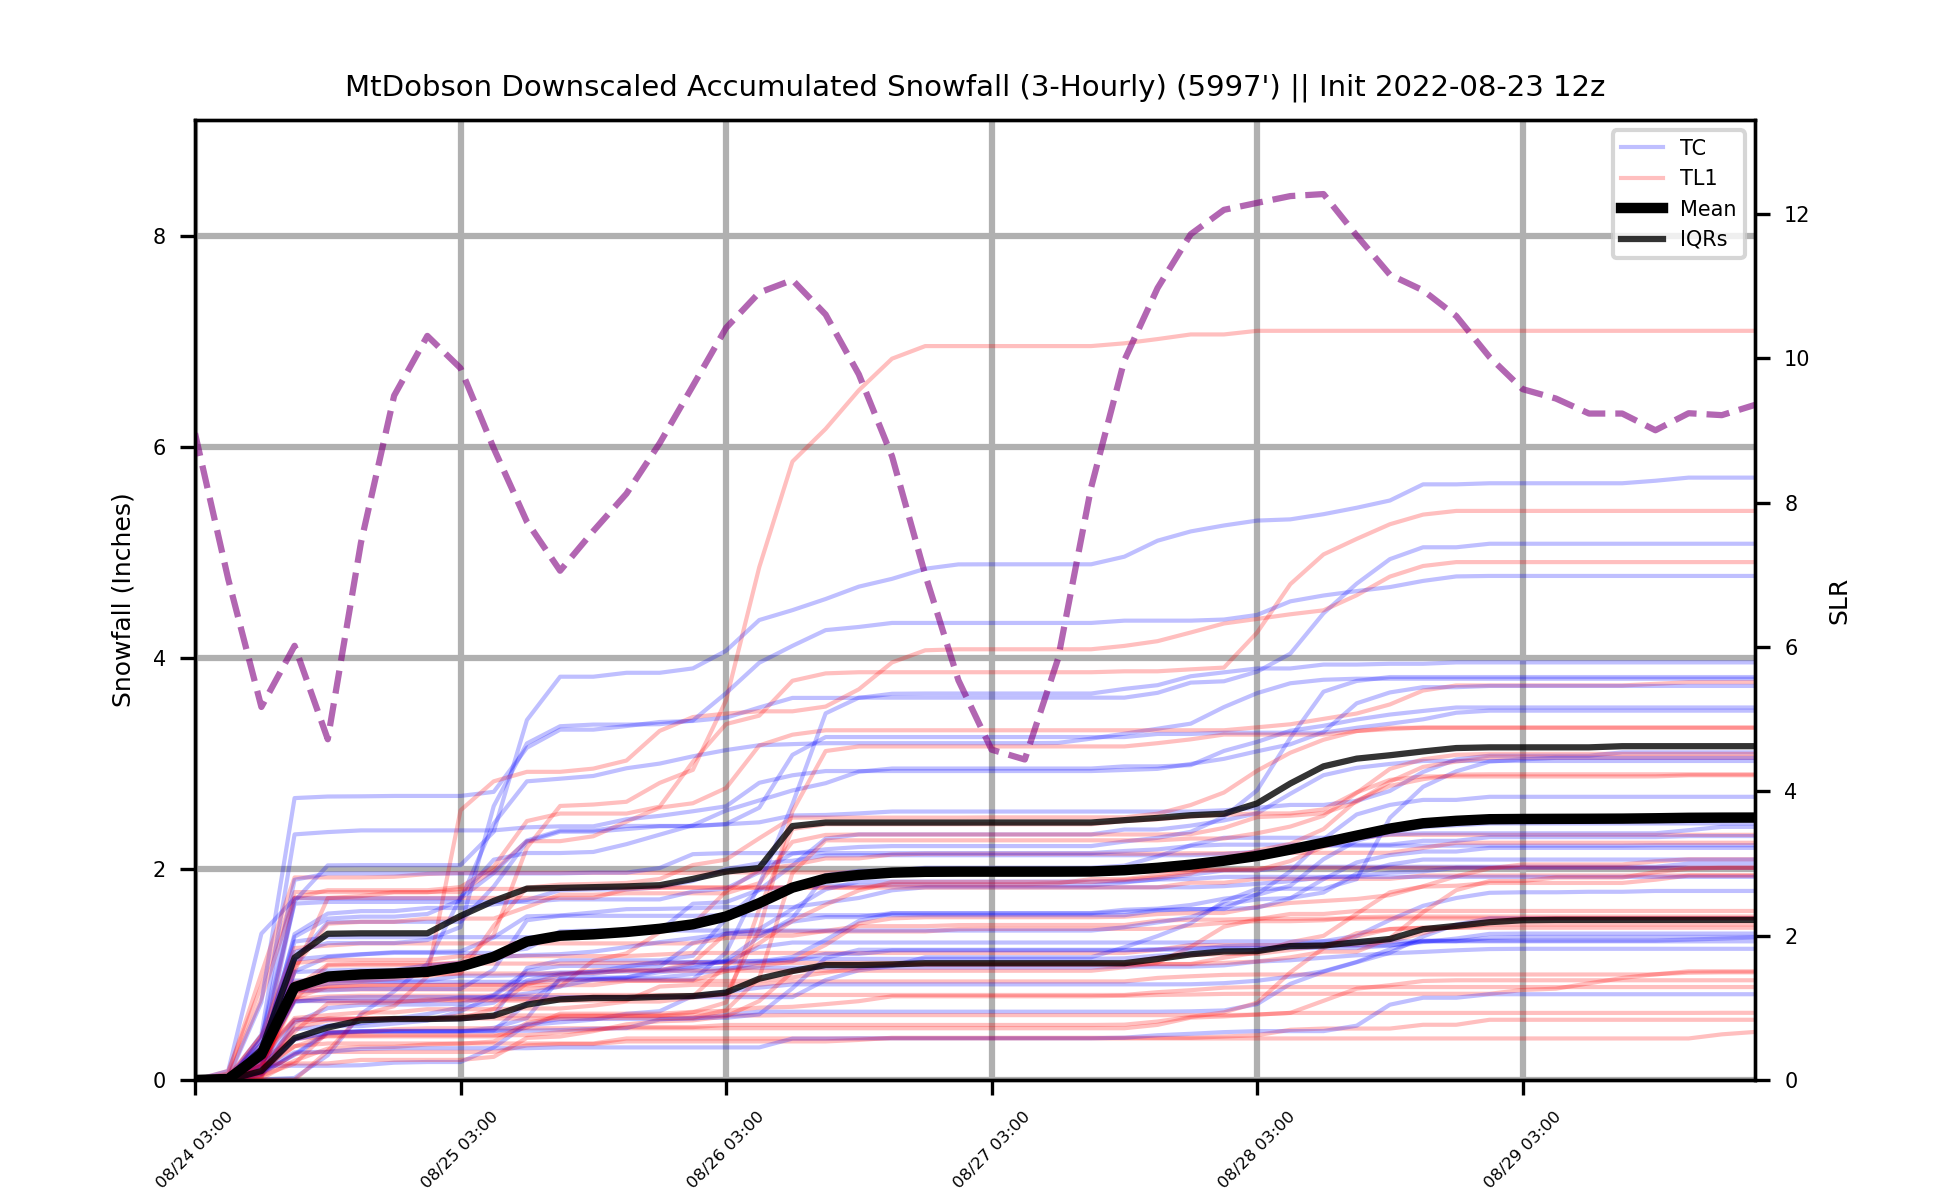 MtDobson Downscaled Accumulated Snowfall (3-Hourly) (5997') || Init 2022-08-23 12z
TC
TL1
Mean
IQRs
8
6
4
2
0
Snowfall (Inches)
12
10
8
6
4
2
0
SLR
08/24 03:00
08/25 03:00
08/26 03:00
08/27 03:00
08/28 03:00
08/29 03:00